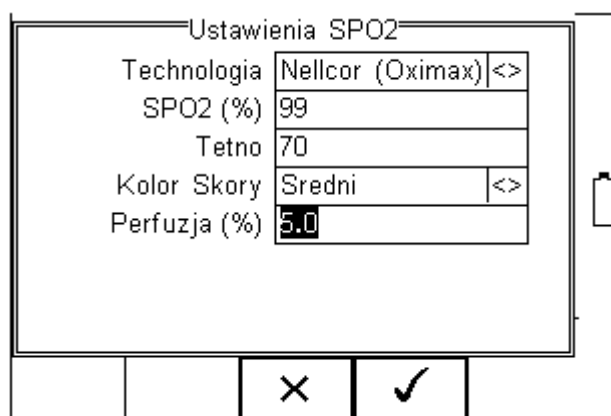 Ustawienia SPO2
Technologia Nellcor (Oximax) <>
SPO2 (%) 99
Tetno 70
Kolor Skory Sredni <>
Perfuzja (%) 5.0